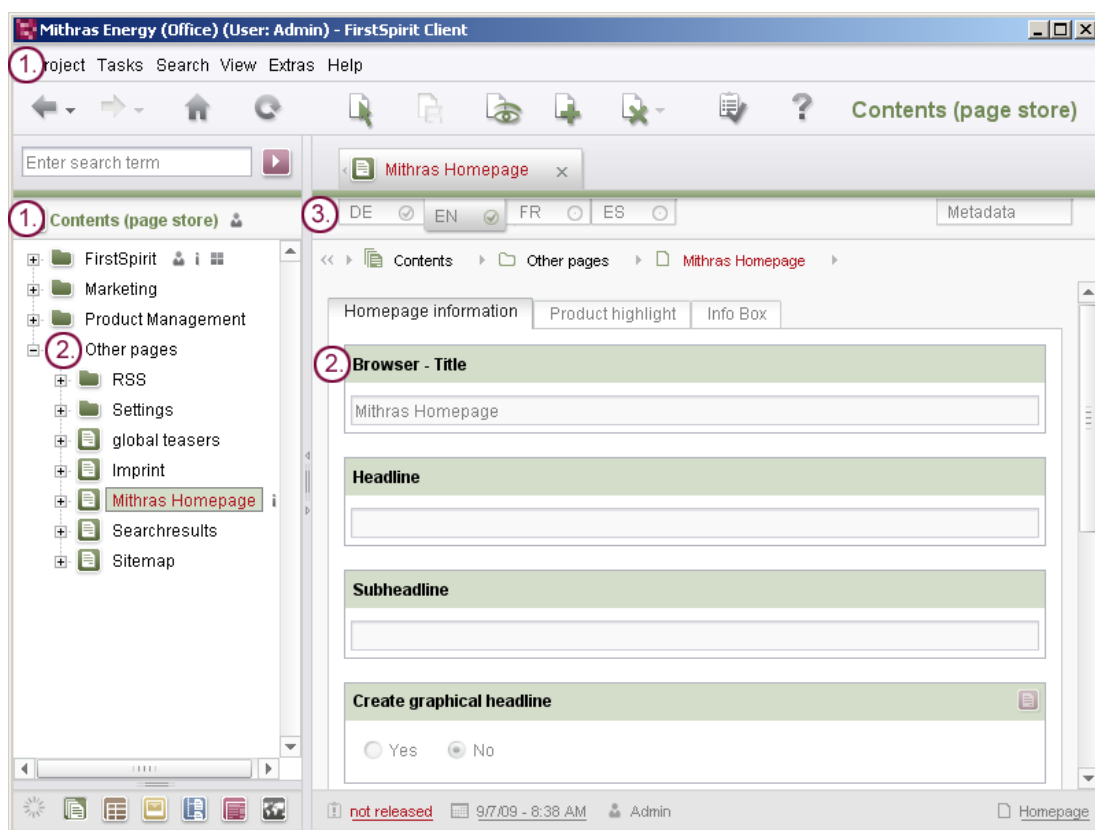 Mithras Energy (Office) (User: Admin) - FirstSpirit Client
1. roject Tasks Search View Extras Help
Contents (page store)
Enter search term
Mithras Homepage
1. Contents (page store)
3. DE EN FR ES Metadata
FirstSpirit
Marketing
Product Management
2. Other pages
RSS
Settings
global teasers
Imprint
Mithras Homepage
Searchresults
Sitemap
Contents Other pages Mithras Homepage
Homepage information Product highlight Info Box
2. Browser - Title
Mithras Homepage
Headline
Subheadline
Create graphical headline
Yes No
not released 9/7/09 - 8:38 AM Admin Homepage